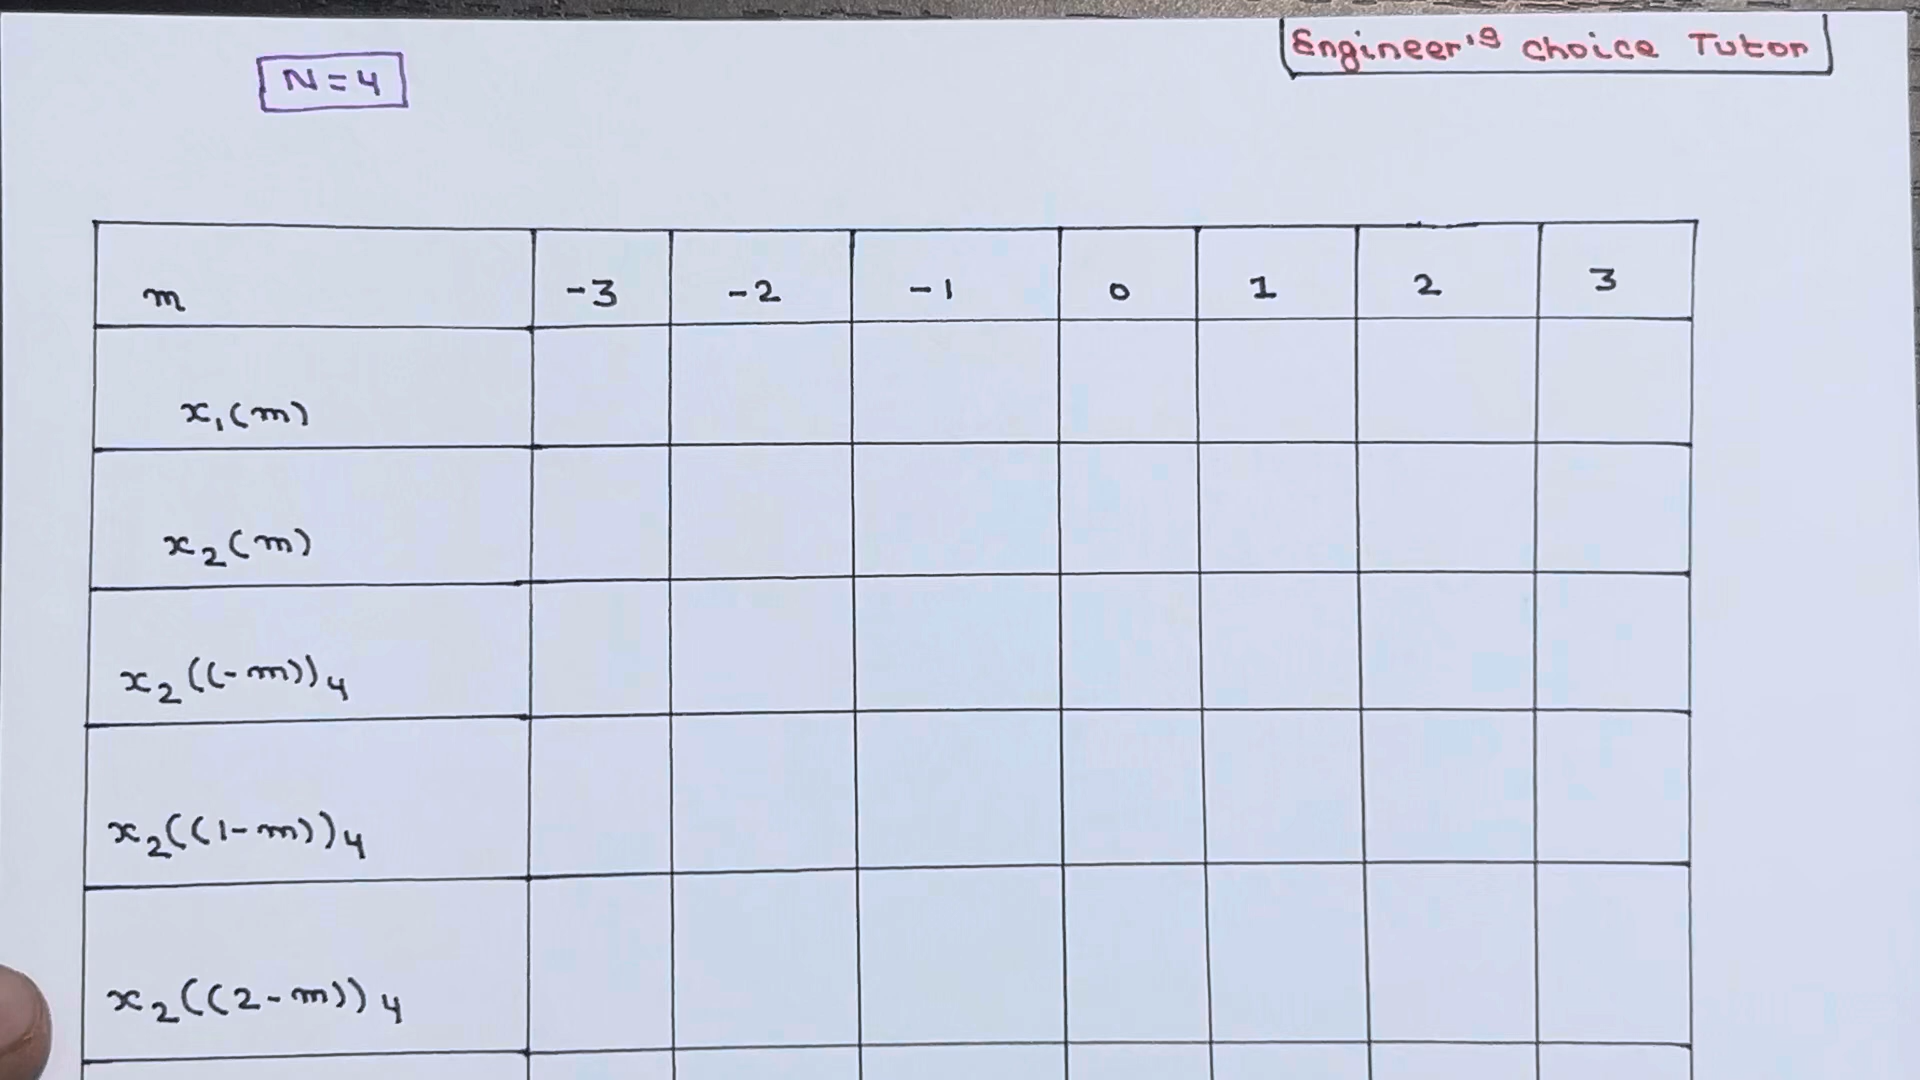 Engineer's choice Tutor
N=4
m -3 -2 -1 0 1 2 3
x₁(m)
x₂(m)
x₂((-m))₄
x₂((1-m))₄
x₂((2-m))₄